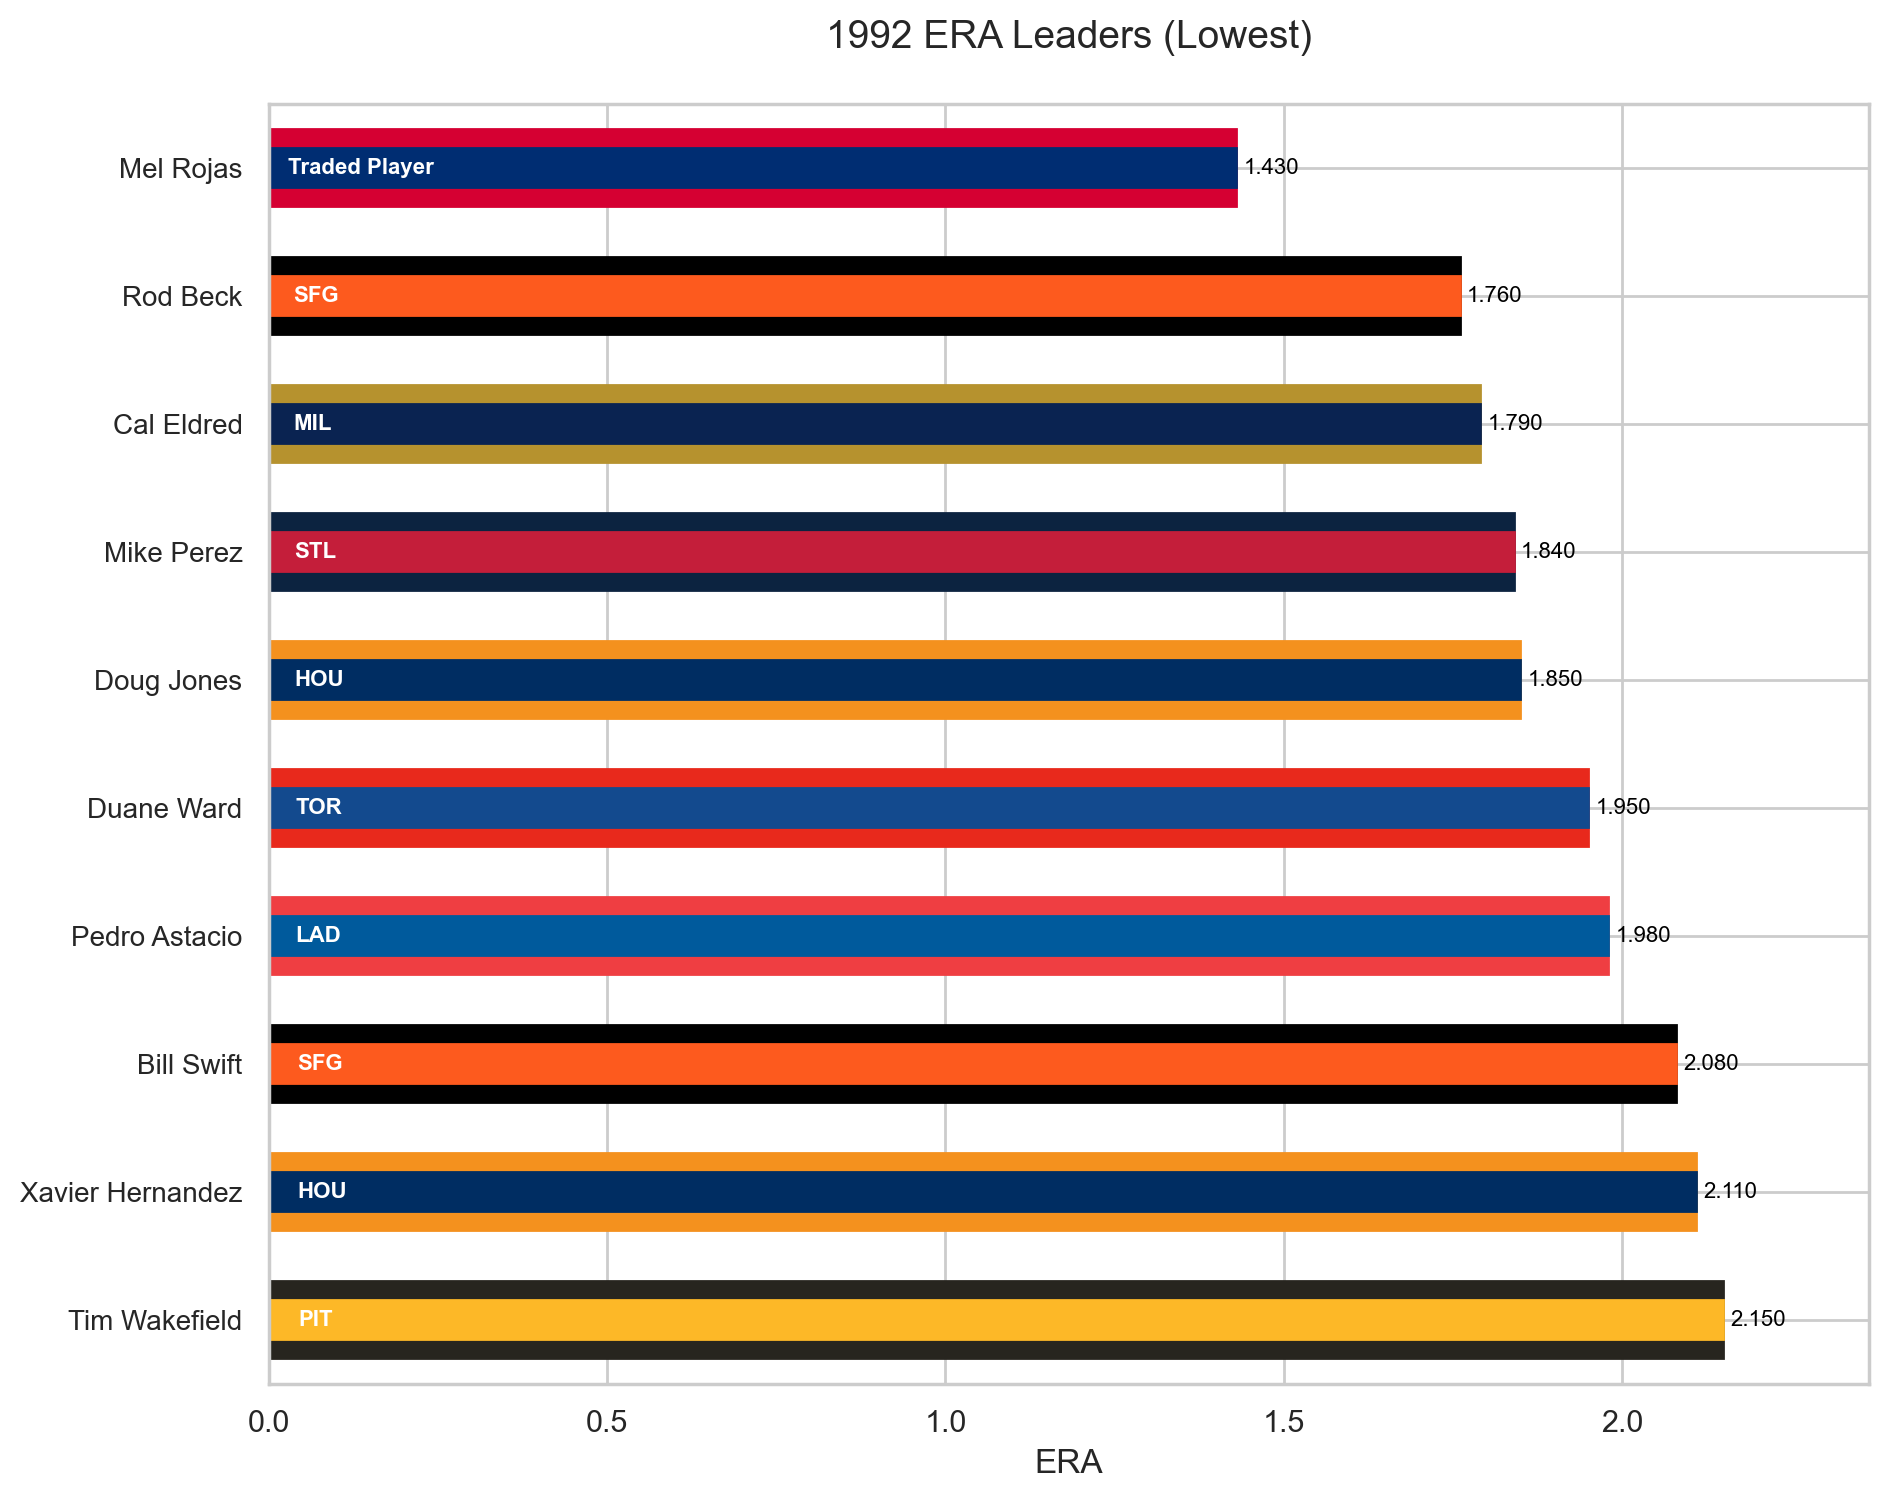 1992 ERA Leaders (Lowest)
Mel Rojas Traded Player 1.430
Rod Beck SFG 1.760
Cal Eldred MIL 1.790
Mike Perez STL 1.840
Doug Jones HOU 1.850
Duane Ward TOR 1.950
Pedro Astacio LAD 1.980
Bill Swift SFG 2.080
Xavier Hernandez HOU 2.110
Tim Wakefield PIT 2.150
0.0 0.5 1.0 1.5 2.0
ERA